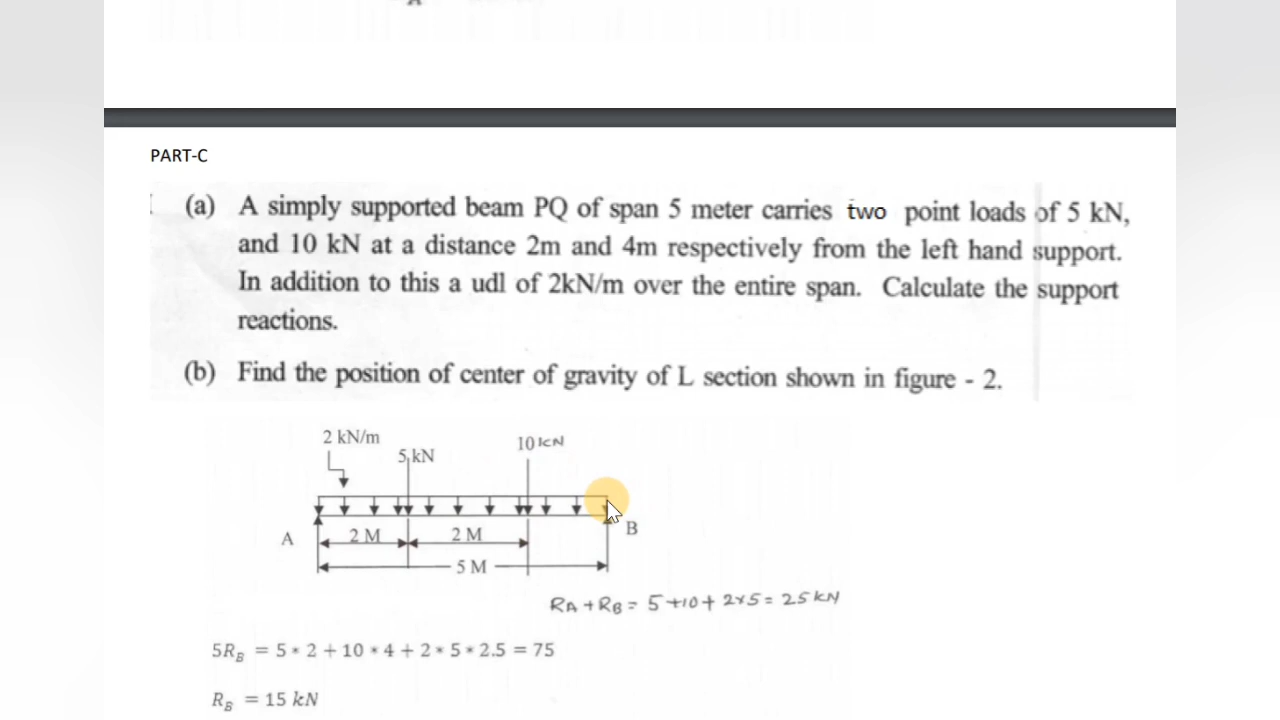 PART-C
(a) A simply supported beam PQ of span 5 meter carries two point loads of 5 kN,
and 10 kN at a distance 2m and 4m respectively from the left hand support.
In addition to this a udl of 2kN/m over the entire span. Calculate the support
reactions.
(b) Find the position of center of gravity of L section shown in figure - 2.
2 kN/m
5 kN
10 kN
A
2 M
2 M
B
5 M
RA + RB = 5+10+ 2×5= 25 kN
5R_B = 5 * 2 + 10 * 4 + 2 * 5 * 2.5 = 75
R_B = 15 kN